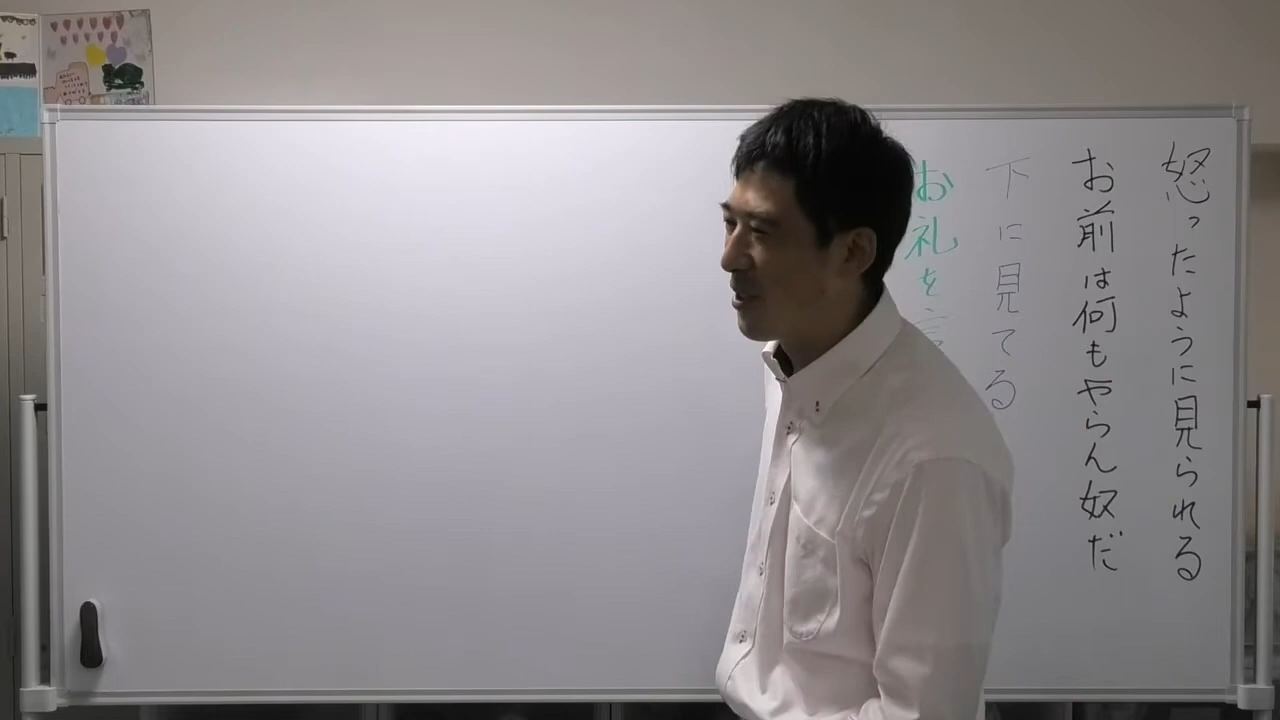 怒ったように見られる
お前は何もやらん奴だ
下に見てる
お礼を言